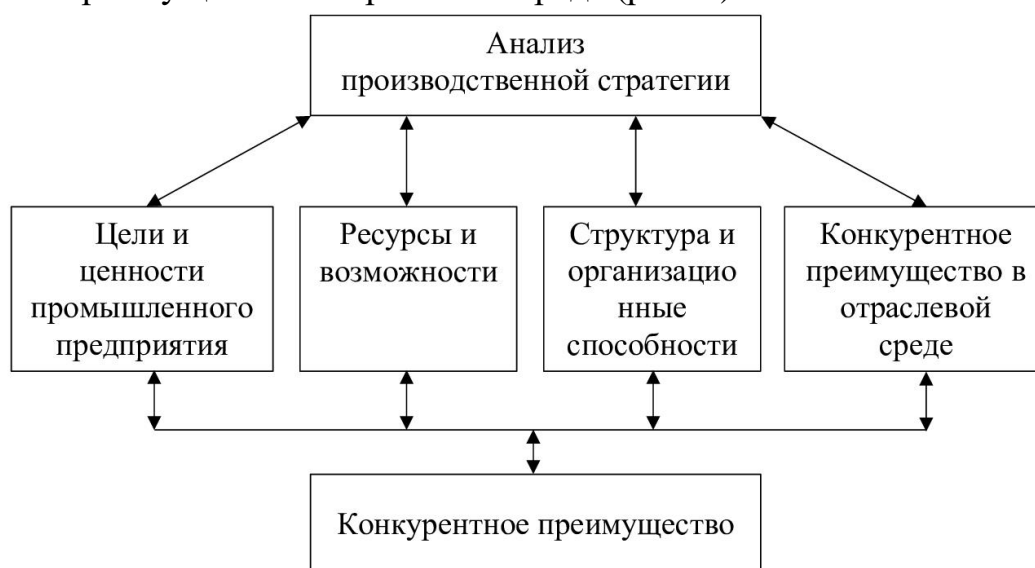 Анализ
производственной стратегии
Цели и
ценности
промышленного
предприятия
Ресурсы и
возможности
Структура и
организацио
нные
способности
Конкурентное
преимущество в
отраслевой
среде
Конкурентное преимущество